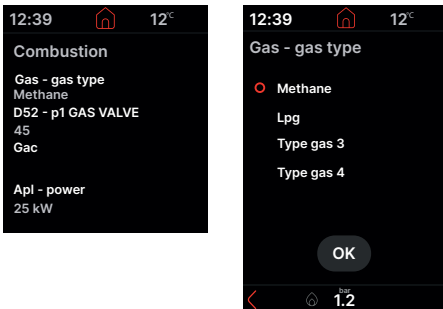 12:39
12°C
Combustion
Gas - gas type
Methane
D52 - p1 GAS VALVE
45
Gac
Apl - power
25 kW
12:39
12°C
Gas - gas type
Methane
Lpg
Type gas 3
Type gas 4
OK
bar
1.2